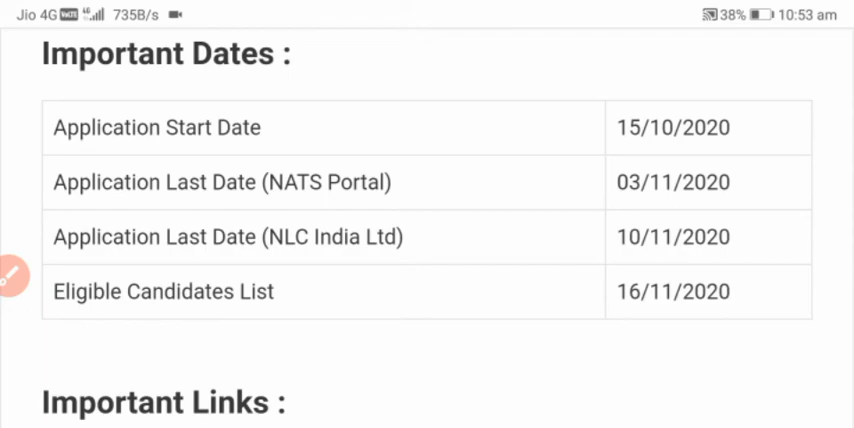 Jio 4G VoLTE 4G 735B/s 38% 10:53 am
Important Dates :
Application Start Date 15/10/2020
Application Last Date (NATS Portal) 03/11/2020
Application Last Date (NLC India Ltd) 10/11/2020
Eligible Candidates List 16/11/2020
Important Links :